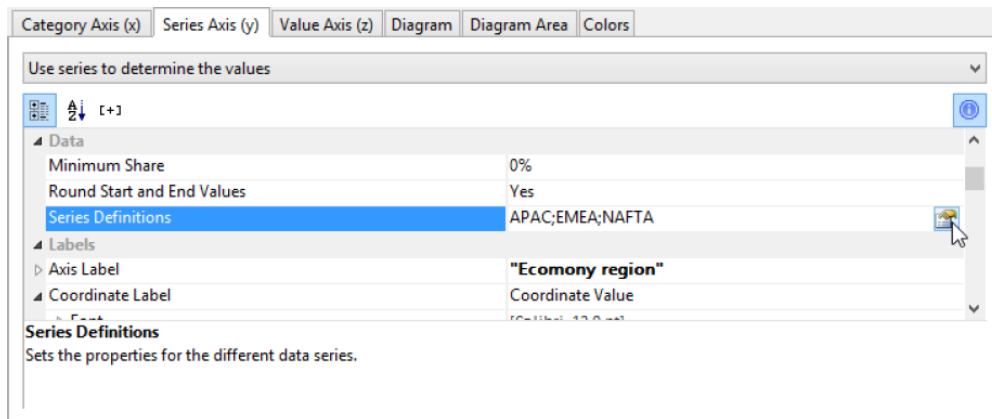 Category Axis (x) Series Axis (y) Value Axis (z) Diagram Diagram Area Colors
Use series to determine the values
A Z [+]
Data
Minimum Share 0%
Round Start and End Values Yes
Series Definitions APAC;EMEA;NAFTA
Labels
Axis Label "Ecomony region"
Coordinate Label Coordinate Value
Series Definitions
Sets the properties for the different data series.